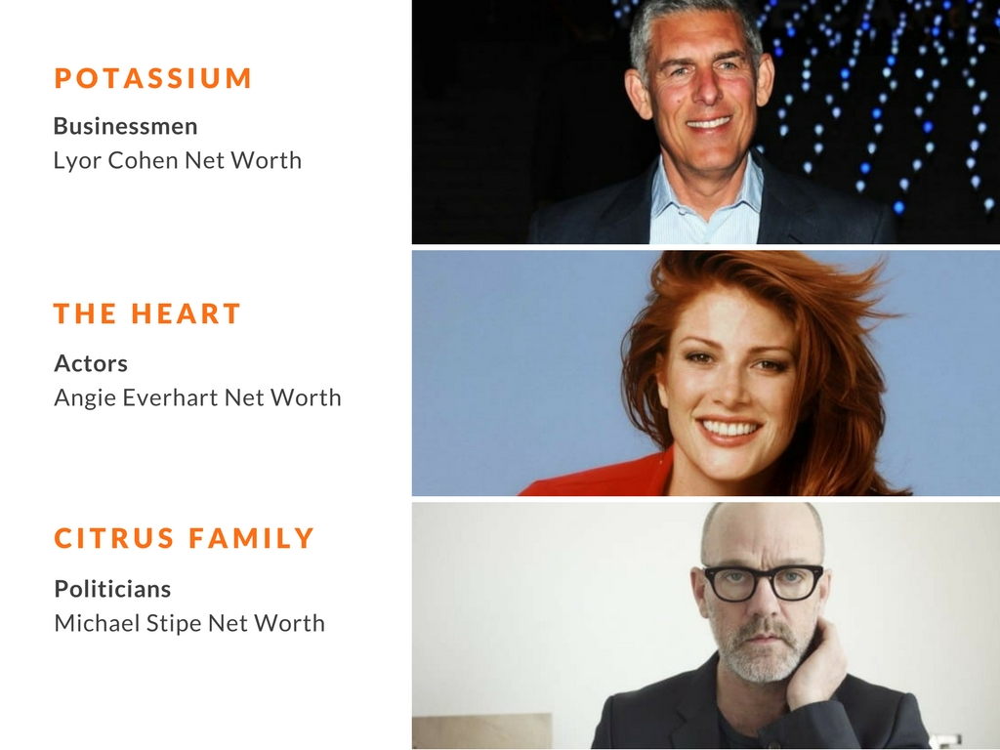 POTASSIUM
Businessmen
Lyor Cohen Net Worth
THE HEART
Actors
Angie Everhart Net Worth
CITRUS FAMILY
Politicians
Michael Stipe Net Worth